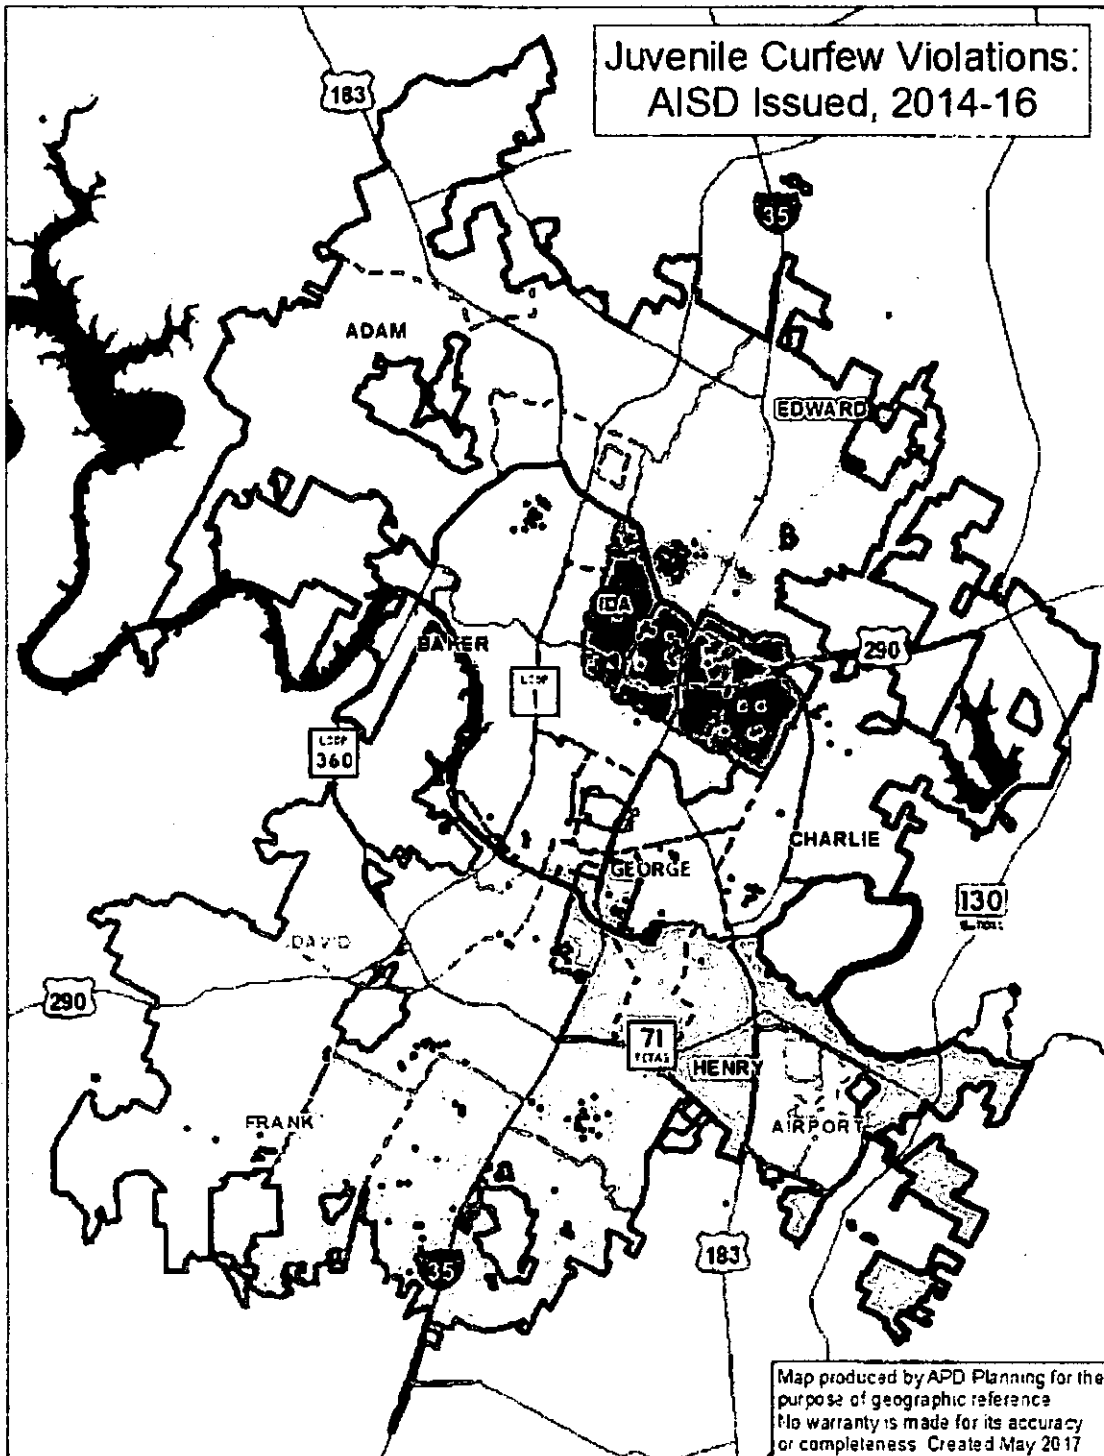 Juvenile Curfew Violations:
AISD Issued, 2014-16
183
35
ADAM
EDWARD
IDA
BAKER
290
LOOP
1
LOOP
360
CHARLIE
GEORGE
130
DAVID
290
71
TEXAS
HENRY
FRANK
AIRPORT
183
35
Map produced by APD Planning for the
purpose of geographic reference
No warranty is made for its accuracy
or completeness Created May 2017